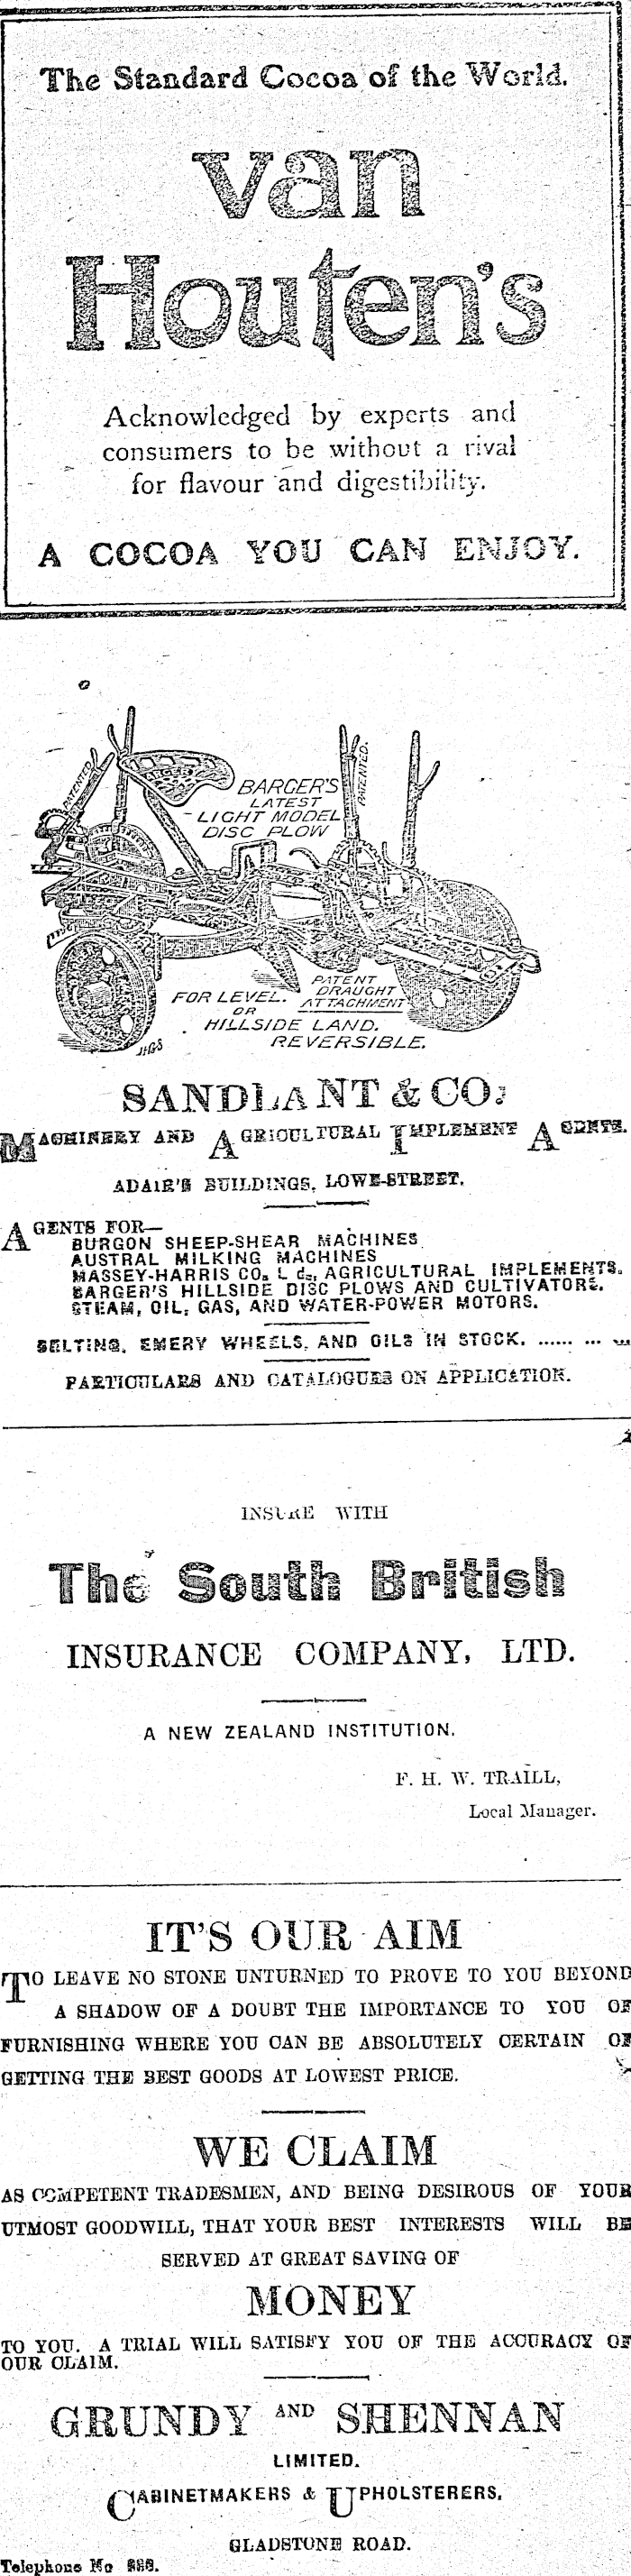 The Standard Cocoa of the World.
van
Houten's
Acknowledged by experts and
consumers to be without a rival
for flavour and digestibility.
A COCOA YOU CAN ENJOY.
PATENTED
PATENTED.
BARGER'S
LATEST
LIGHT MODEL
DISC PLOW
PATENT
DRAUGHT
ATTACHMENT
FOR LEVEL.
OR
HILLSIDE LAND.
REVERSIBLE.
HGS
SANDLANT & CO.
MACHINERY AND AGRICULTURAL IMPLEMENT AGENTS.
ADAIR'S BUILDINGS, LOWE-STREET.
AGENTS FOR—
BURGON SHEEP-SHEAR MACHINES
AUSTRAL MILKING MACHINES
MASSEY-HARRIS CO. Ltd., AGRICULTURAL IMPLEMENTS.
BARGER'S HILLSIDE DISC PLOWS AND CULTIVATORS.
STEAM, OIL, GAS, AND WATER-POWER MOTORS.
BELTING, EMERY WHEELS, AND OILS IN STOCK. ...... ... ...
PARTICULARS AND CATALOGUES ON APPLICATION.
INSURE WITH
The South British
INSURANCE COMPANY, LTD.
A NEW ZEALAND INSTITUTION.
F. H. W. TRAILL,
Local Manager.
IT'S OUR AIM
TO LEAVE NO STONE UNTURNED TO PROVE TO YOU BEYOND
A SHADOW OF A DOUBT THE IMPORTANCE TO YOU OF
FURNISHING WHERE YOU CAN BE ABSOLUTELY CERTAIN OF
GETTING THE BEST GOODS AT LOWEST PRICE.
WE CLAIM
AS COMPETENT TRADESMEN, AND BEING DESIROUS OF YOUR
UTMOST GOODWILL, THAT YOUR BEST INTERESTS WILL BE
SERVED AT GREAT SAVING OF
MONEY
TO YOU. A TRIAL WILL SATISFY YOU OF THE ACCURACY OF
OUR CLAIM.
GRUNDY AND SHENNAN
LIMITED.
CABINETMAKERS & UPHOLSTERERS,
GLADSTONE ROAD.
Telephone No